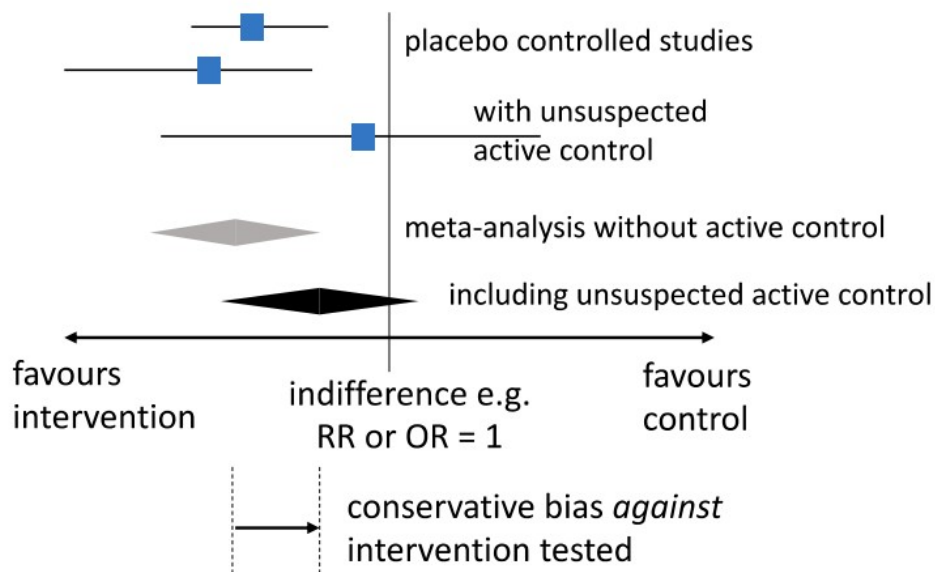 placebo controlled studies
with unsuspected
active control
meta-analysis without active control
including unsuspected active control
favours
intervention
indifference e.g.
RR or OR = 1
favours
control
conservative bias against
intervention tested